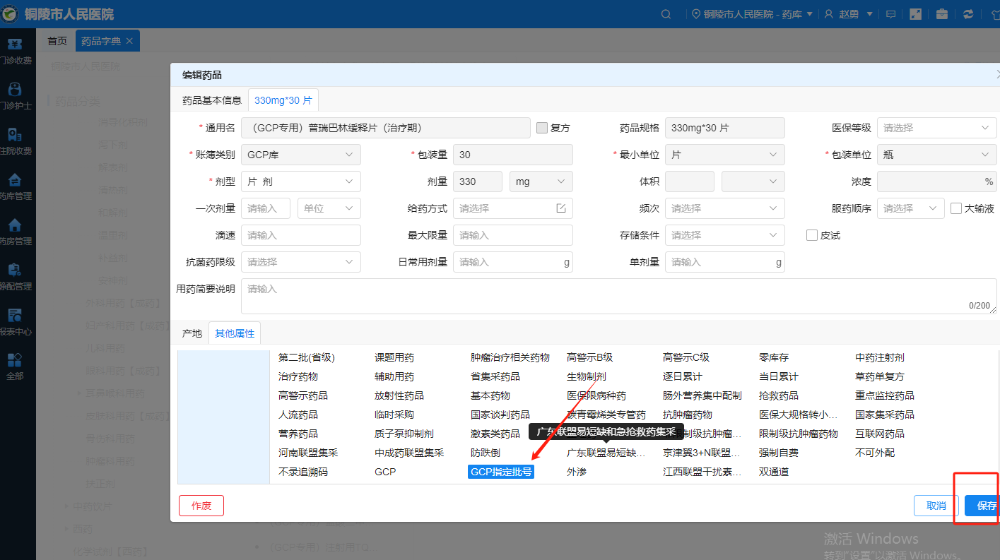 铜陵市人民医院
铜陵市人民医院 - 药库
赵勇
门诊收费
门诊护士
住院收费
药库管理
药房管理
静配管理
报表中心
全部
首页 药品字典
铜陵市人民医院
药品分类
消导化积剂
泻下剂
解表剂
清热剂
和解剂
温里剂
补益剂
安神剂
外科用药【成药】
妇产科用药【成药】
儿科用药
眼科用药【成药】
耳鼻喉科用药
皮肤科用药【成药】
骨伤科用药
肿瘤科用药
扶正剂
中药饮片
西药
化学试剂【西药】
编辑药品
药品基本信息 330mg*30 片
* 通用名 （GCP专用）普瑞巴林缓释片（治疗期） 复方 药品规格 330mg*30 片 医保等级 请选择
* 账簿类别 GCP库 * 包装量 30 * 最小单位 片 * 包装单位 瓶
* 剂型 片 剂 剂量 330 mg 体积 浓度 %
一次剂量 请输入 单位 给药方式 请选择 频次 请选择 服药顺序 请选择 大输液
滴速 请输入 最大限量 请输入 存储条件 请选择 皮试
抗菌药限级 请选择 日常用剂量 请输入 g 单剂量 请输入 g
用药简要说明 请输入
0/200
产地 其他属性
第二批(省级) 课题用药 肿瘤治疗相关药物 高警示B级 高警示C级 零库存 中药注射剂
治疗药物 辅助用药 省集采药品 生物制剂 逐日累计 当日累计 草药单复方
高警示药品 放射性药品 基本药物 医保限病种药 肠外营养集中配制 抢救药品 重点监控药品
人流药品 临时采购 国家谈判药品 碳青霉烯类专管药 抗肿瘤药物 医保大规格转小... 国家集采药品
广东联盟易短缺和急抢救药集采
营养药品 质子泵抑制剂 激素类药品 限制级抗肿瘤... 限制级抗肿瘤药物 互联网药品
河南联盟集采 中成药联盟集采 防跌倒 广东联盟易短缺... 京津冀3+N联盟... 强制自费 不可外配
不录追溯码 GCP GCP指定批号 外渗 江西联盟干扰素... 双通道
作废 取消 保存
（GCP专用）注射用TQ
激活 Windows
转到"设置"以激活 Windows。